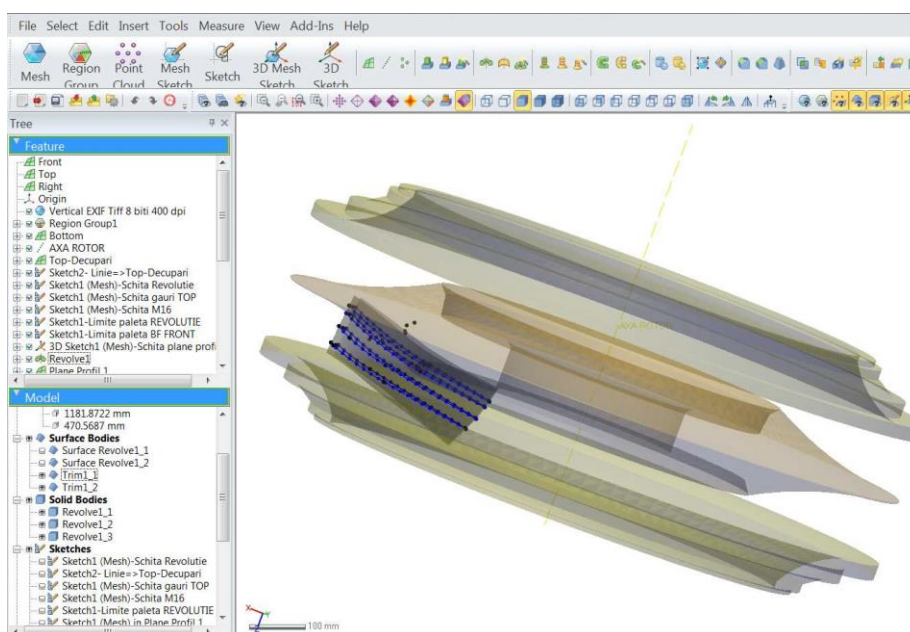 File Select Edit Insert Tools Measure View Add-Ins Help
Mesh Region Group Point Cloud Mesh Sketch Sketch 3D Mesh Sketch 3D Sketch
Tree
Feature
Front
Top
Right
Origin
Vertical EXIF Tiff 8 biti 400 dpi
Region Group1
Bottom
AXA ROTOR
Top-Decupari
Sketch2- Linie=>Top-Decupari
Sketch1 (Mesh)-Schita Revolutie
Sketch1 (Mesh)-Schita gauri TOP
Sketch1 (Mesh)-Schita M16
Sketch1-Limite paleta REVOLUTIE
Sketch1-Limita paleta BF FRONT
3D Sketch1 (Mesh)-Schita plane profi
Revolve1
Plane Profil 1
Model
1181.8722 mm
470.5687 mm
Surface Bodies
Surface Revolve1_1
Surface Revolve1_2
Trim1_1
Trim1_2
Solid Bodies
Revolve1_1
Revolve1_2
Revolve1_3
Sketches
Sketch1 (Mesh)-Schita Revolutie
Sketch2- Linie=>Top-Decupari
Sketch1 (Mesh)-Schita gauri TOP
Sketch1 (Mesh)-Schita M16
Sketch1-Limite paleta REVOLUTIE
Sketch1 (Mesh) in Plane Profil 1
AXA ROTOR
X
Y
100 mm